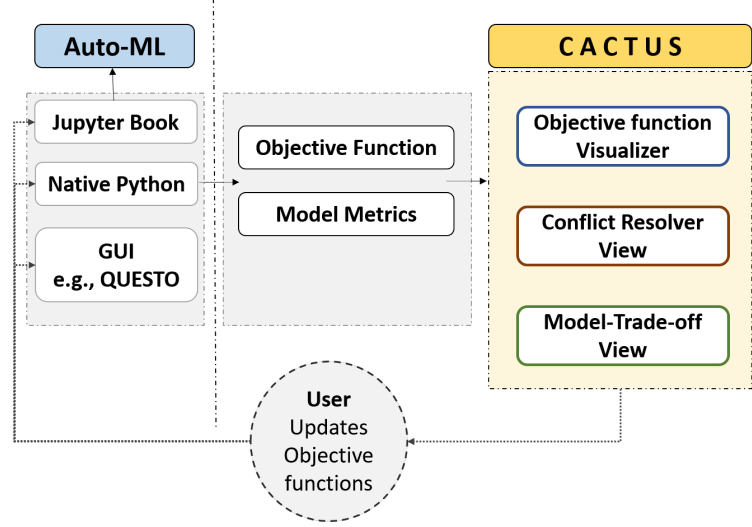 Auto-ML
Jupyter Book
Native Python
GUI
e.g., QUESTO
Objective Function
Model Metrics
C A C T U S
Objective function
Visualizer
Conflict Resolver
View
Model-Trade-off
View
User
Updates
Objective
functions